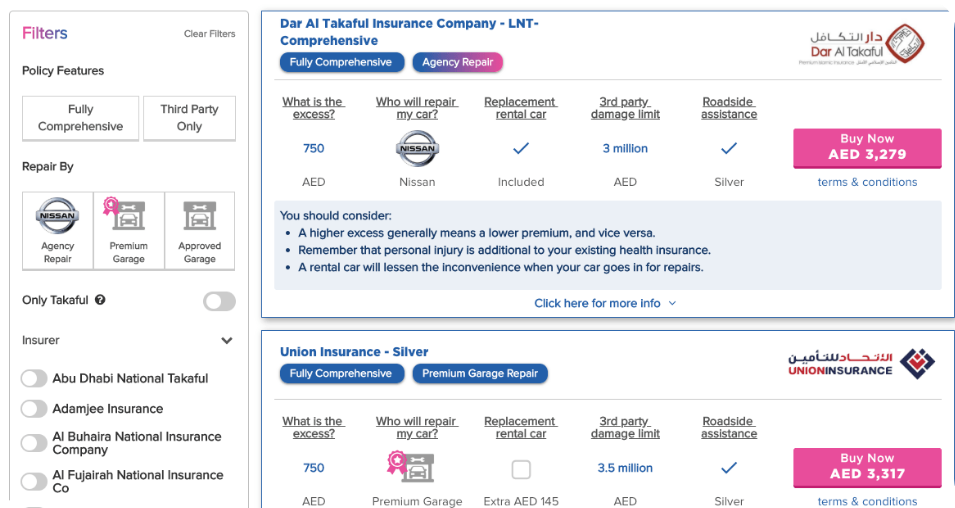 Filters
Clear Filters
Policy Features
Fully
Comprehensive
Third Party
Only
Repair By
NISSAN
Agency
Repair
Premium
Garage
Approved
Garage
Only Takaful ?
Insurer
Abu Dhabi National Takaful
Adamjee Insurance
Al Buhaira National Insurance
Company
Al Fujairah National Insurance
Co
Dar Al Takaful Insurance Company - LNT-
Comprehensive
Fully Comprehensive
Agency Repair
دار التكافل
Dar Al Takaful
What is the
excess?
Who will repair
my car?
Replacement
rental car
3rd party
damage limit
Roadside
assistance
750
NISSAN
3 million
Buy Now
AED 3,279
AED
Nissan
Included
AED
Silver
terms & conditions
You should consider:
• A higher excess generally means a lower premium, and vice versa.
• Remember that personal injury is additional to your existing health insurance.
• A rental car will lessen the inconvenience when your car goes in for repairs.
Click here for more info
Union Insurance - Silver
Fully Comprehensive
Premium Garage Repair
الاتحاد للتأمين
UNIONINSURANCE
What is the
excess?
Who will repair
my car?
Replacement
rental car
3rd party
damage limit
Roadside
assistance
750
3.5 million
Buy Now
AED 3,317
AED
Premium Garage
Extra AED 145
AED
Silver
terms & conditions